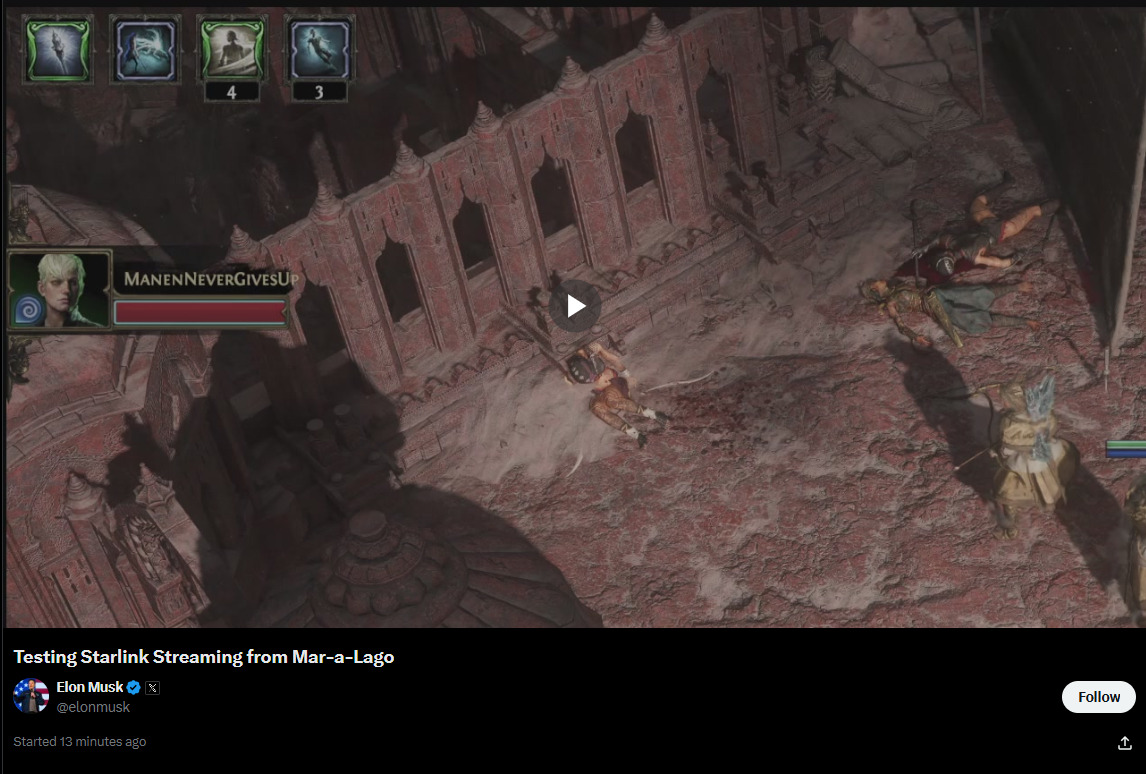 4
3
ManenNeverGivesUp
Testing Starlink Streaming from Mar-a-Lago
Elon Musk
@elonmusk
Follow
Started 13 minutes ago